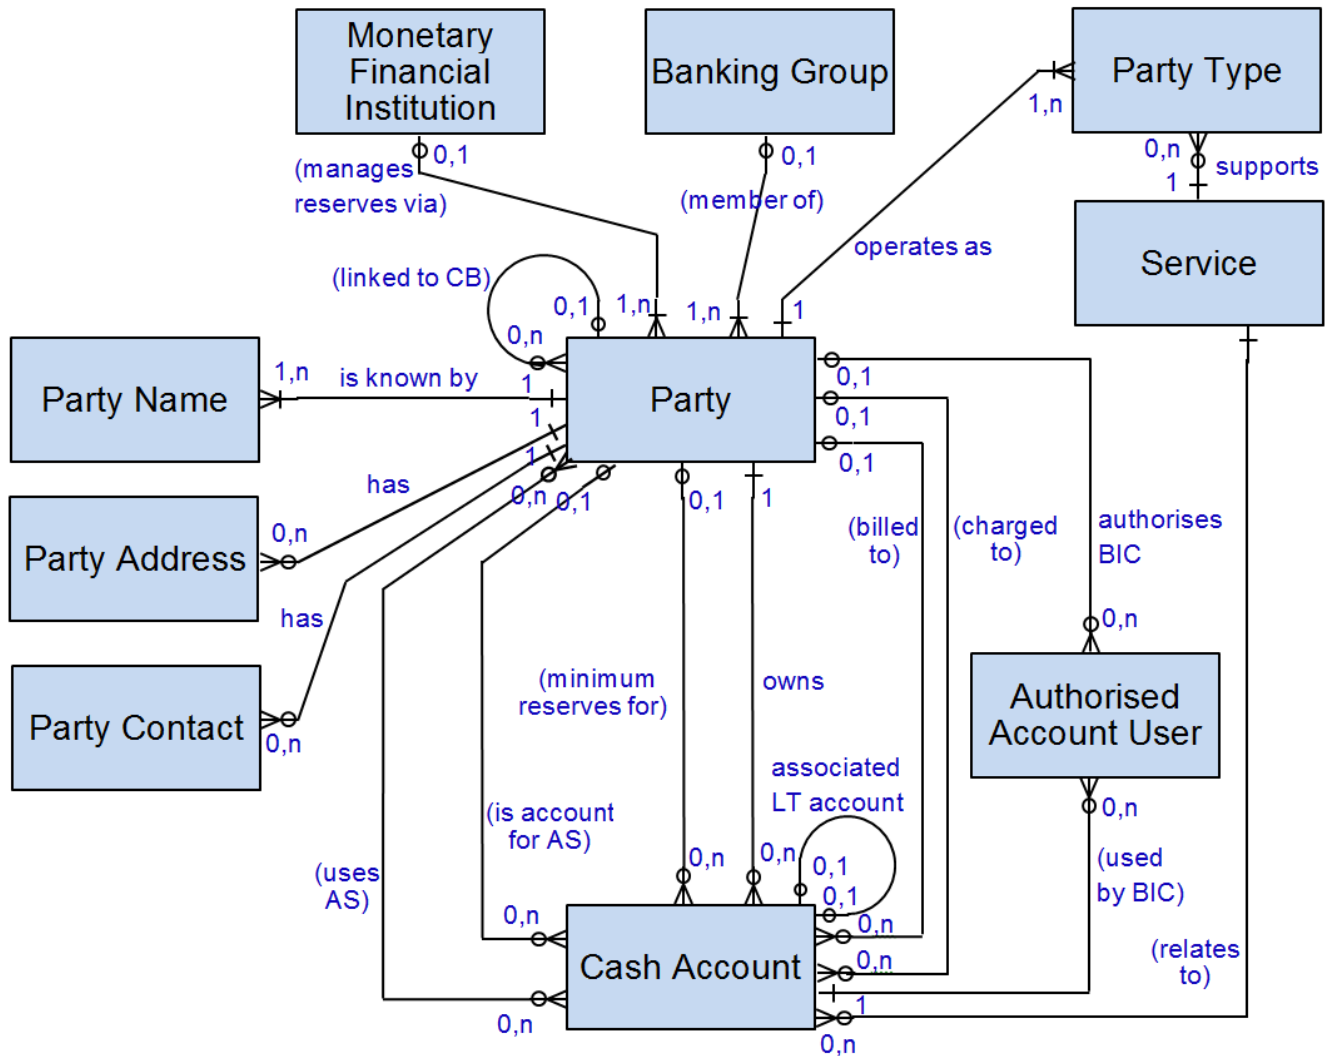 Monetary
Financial
Institution
Banking Group
Party Type
0,1
0,1
1,n
0,n
supports
1
(manages
reserves via)
(member of)
operates as
Service
(linked to CB)
0,1
1,n
1,n
1
0,n
Party Name
1,n
is known by
1
Party
0,1
0,1
0,1
1
1
has
0,n
0,1
0,1
1
Party Address
0,n
(billed
to)
(charged
to)
authorises
BIC
has
0,n
Party Contact
0,n
(minimum
reserves for)
owns
Authorised
Account User
associated
LT account
0,n
(is account
for AS)
(uses
AS)
0,n
0,n
0,1
0,1
(used
by BIC)
0,n
0,n
0,n
Cash Account
(relates
to)
1
0,n
0,n